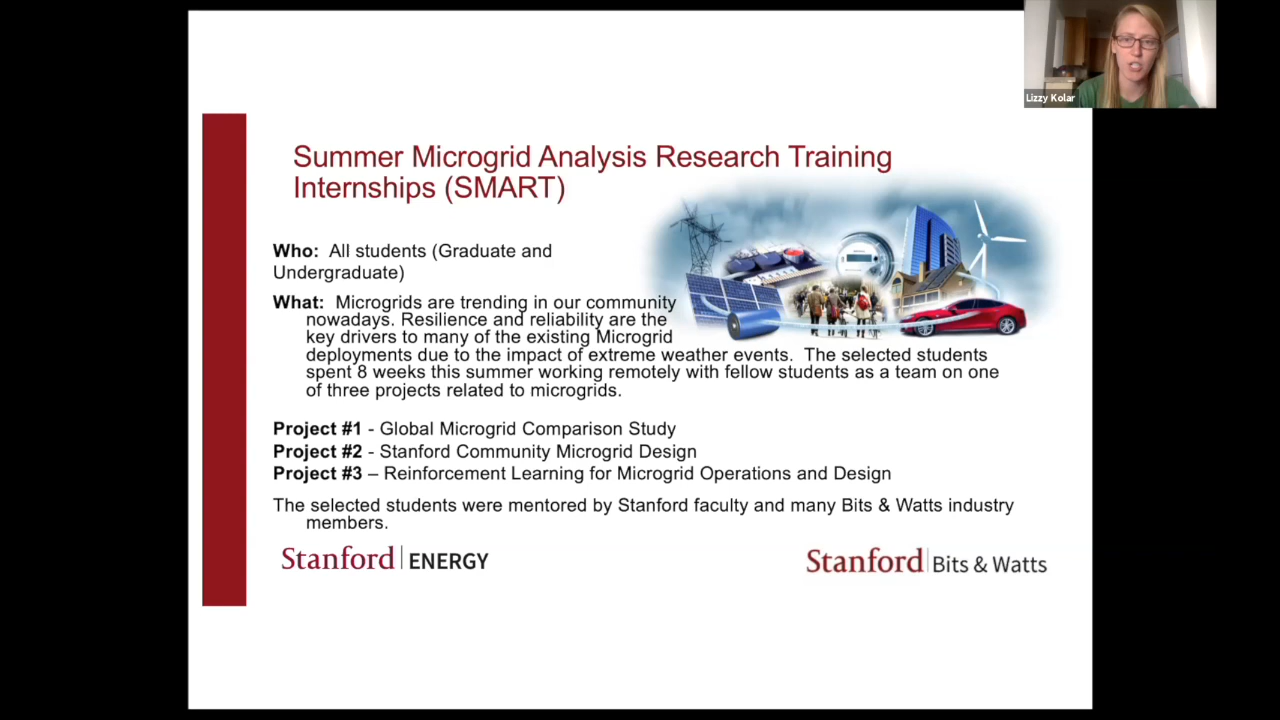 Lizzy Kolar
Summer Microgrid Analysis Research Training
Internships (SMART)
Who: All students (Graduate and
Undergraduate)
What: Microgrids are trending in our community
nowadays. Resilience and reliability are the
key drivers to many of the existing Microgrid
deployments due to the impact of extreme weather events. The selected students
spent 8 weeks this summer working remotely with fellow students as a team on one
of three projects related to microgrids.
Project #1 - Global Microgrid Comparison Study
Project #2 - Stanford Community Microgrid Design
Project #3 – Reinforcement Learning for Microgrid Operations and Design
The selected students were mentored by Stanford faculty and many Bits & Watts industry
members.
Stanford | ENERGY
Stanford | Bits & Watts